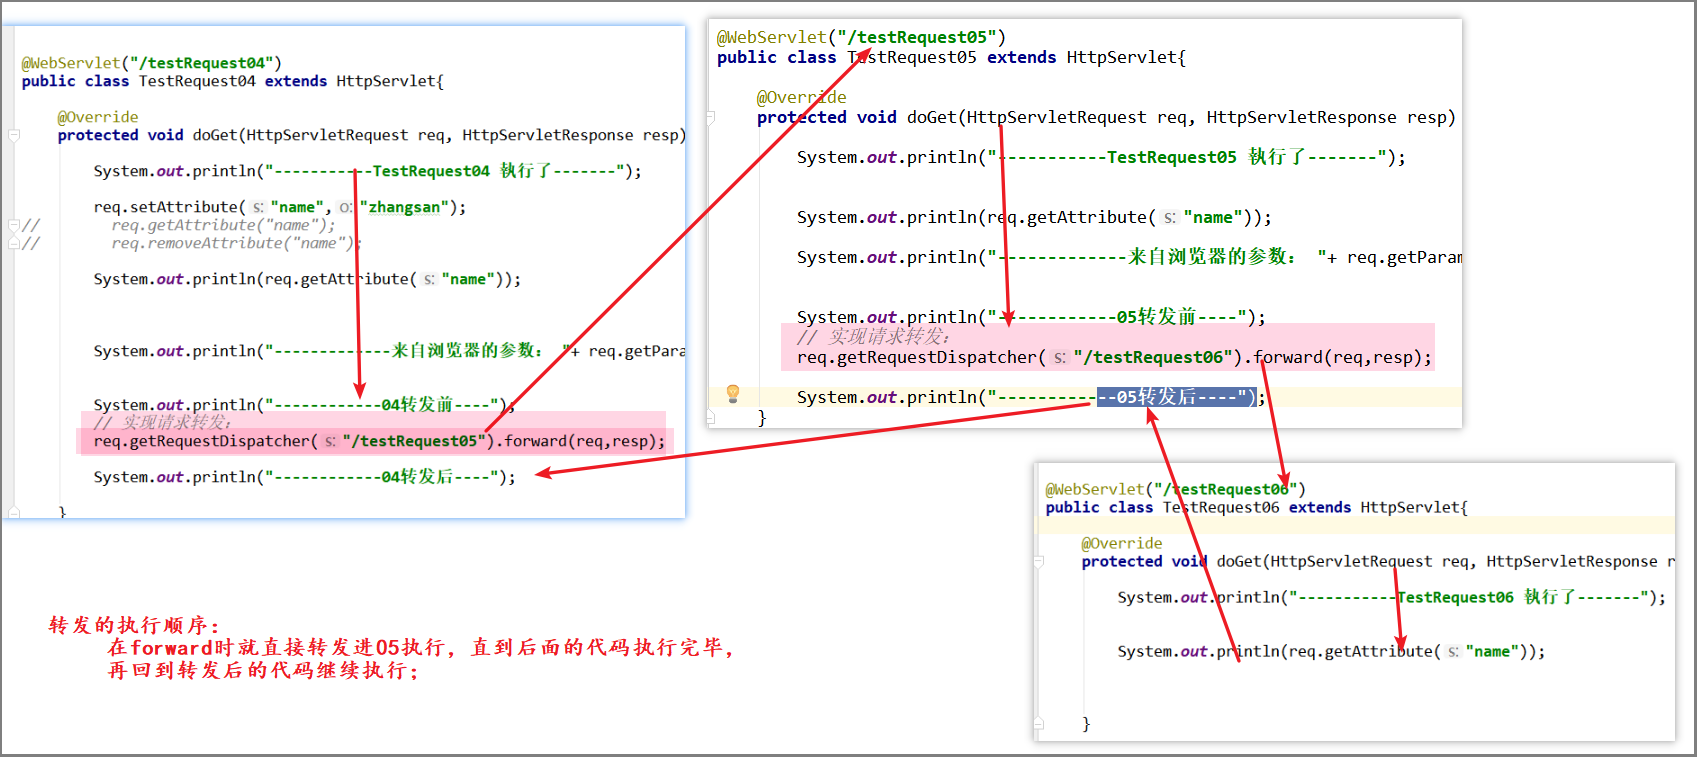 @WebServlet("/testRequest04")
public class TestRequest04 extends HttpServlet{
@Override
protected void doGet(HttpServletRequest req, HttpServletResponse resp)
System.out.println("-----------TestRequest04 執行了-------");
req.setAttribute( s: "name", o: "zhangsan");
// req.getAttribute("name");
// req.removeAttribute("name");
System.out.println(req.getAttribute( s: "name"));
System.out.println("-------------来自浏览器的参数： "+ req.getPara
System.out.println("------------04转发前----");
// 实现请求转发：
req.getRequestDispatcher( s: "/testRequest05").forward(req,resp);
System.out.println("------------04转发后----");
}
@WebServlet("/testRequest05")
public class TestRequest05 extends HttpServlet{
@Override
protected void doGet(HttpServletRequest req, HttpServletResponse resp)
System.out.println("-----------TestRequest05 執行了-------");
System.out.println(req.getAttribute( s: "name"));
System.out.println("-------------来自浏览器的参数： "+ req.getParam
System.out.println("------------05转发前----");
// 实现请求转发：
req.getRequestDispatcher( s: "/testRequest06").forward(req,resp);
System.out.println("------------05转发后----");
}
@WebServlet("/testRequest06")
public class TestRequest06 extends HttpServlet{
@Override
protected void doGet(HttpServletRequest req, HttpServletResponse r
System.out.println("-----------TestRequest06 執行了-------");
System.out.println(req.getAttribute( s: "name"));
}
转发的执行顺序：
在forward时就直接转发进05执行，直到后面的代码执行完毕，
再回到转发后的代码继续执行；